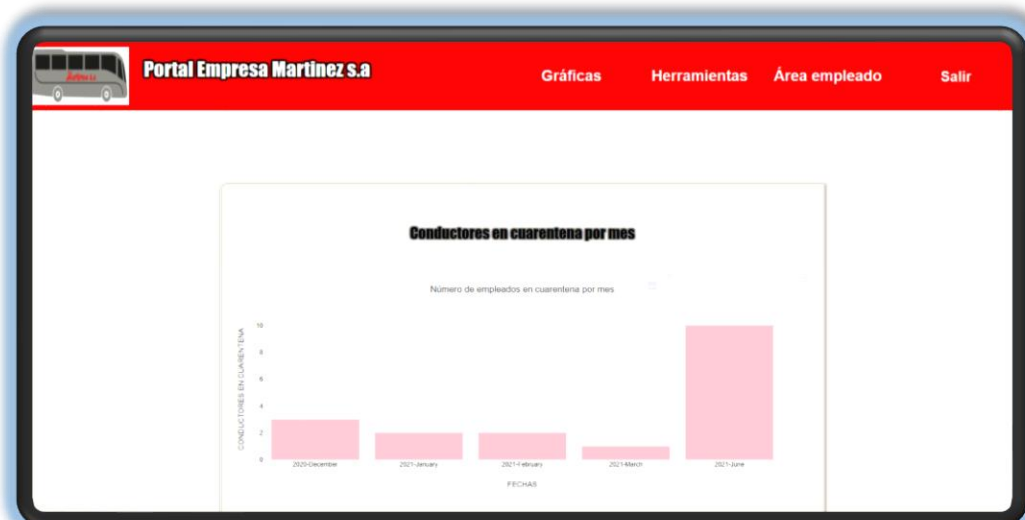 Portal Empresa Martinez s.a
Gráficas
Herramientas
Área empleado
Salir
Conductores en cuarentena por mes
Número de empleados en cuarentena por mes
CONDUCTORES EN CUARENTENA
10
8
6
4
2
0
2020-December
2021-January
2021-February
2021-March
2021-June
FECHAS